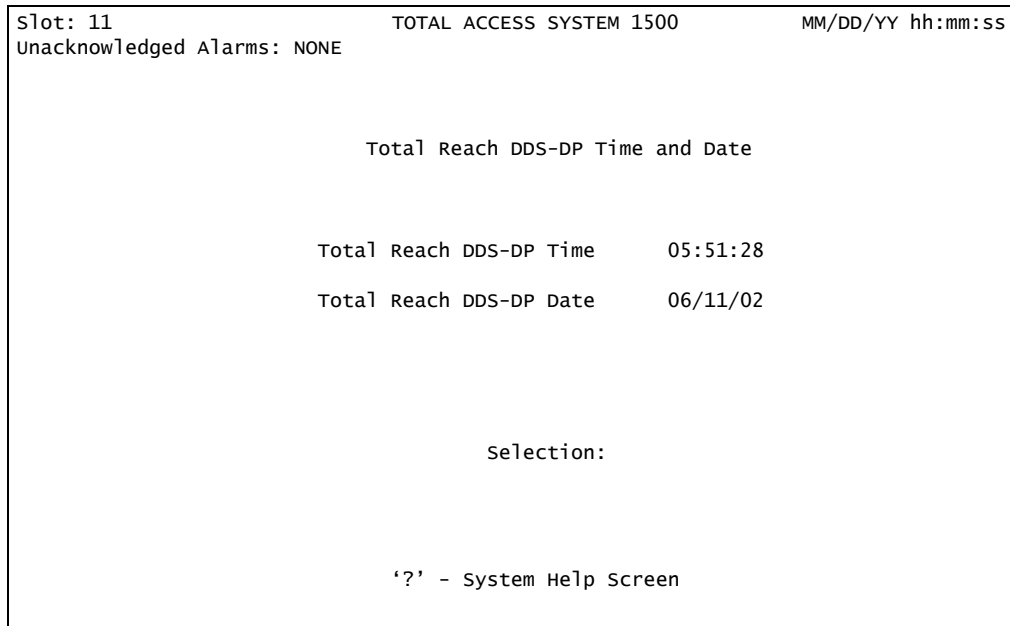 Slot: 11 TOTAL ACCESS SYSTEM 1500 MM/DD/YY hh:mm:ss
Unacknowledged Alarms: NONE
Total Reach DDS-DP Time and Date
Total Reach DDS-DP Time 05:51:28
Total Reach DDS-DP Date 06/11/02
Selection:
‘?’ – System Help Screen